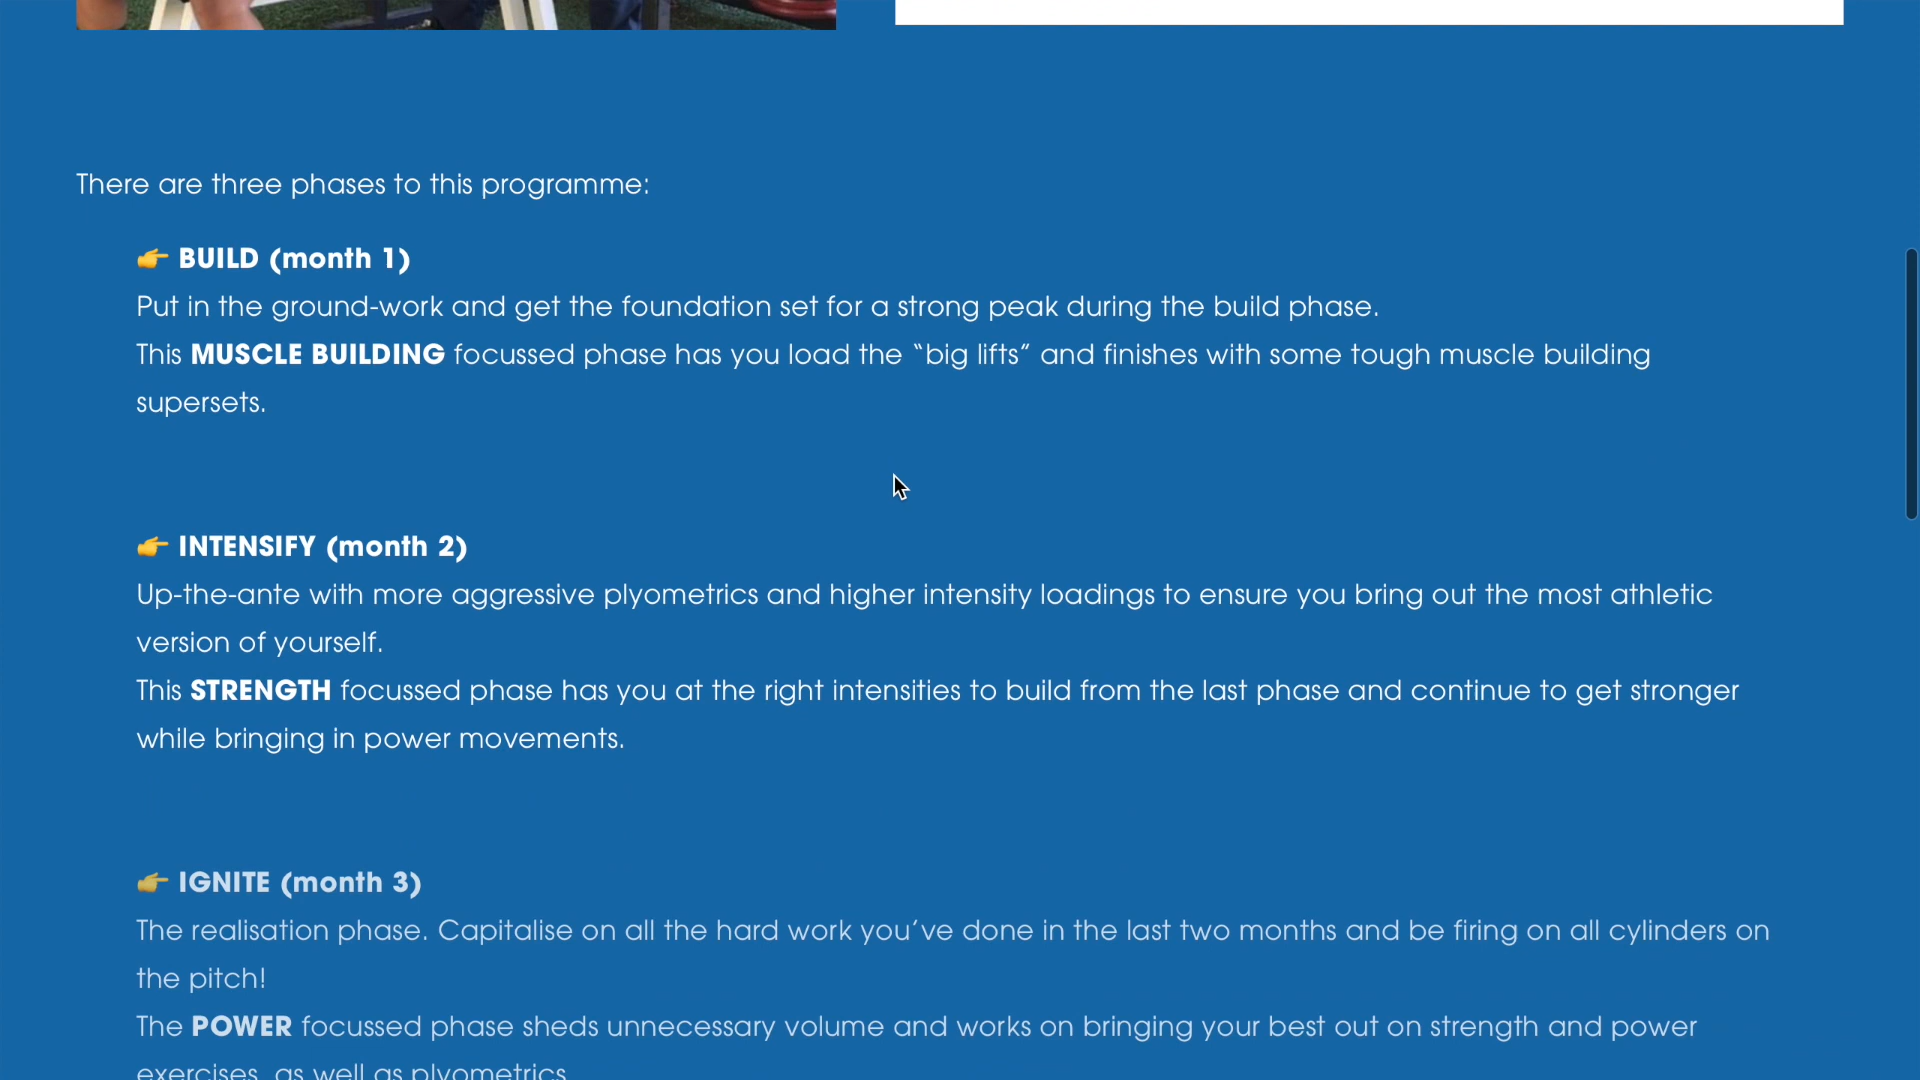 There are three phases to this programme:
👉 BUILD (month 1)
Put in the ground-work and get the foundation set for a strong peak during the build phase.
This MUSCLE BUILDING focussed phase has you load the “big lifts” and finishes with some tough muscle building
supersets.
👉 INTENSIFY (month 2)
Up-the-ante with more aggressive plyometrics and higher intensity loadings to ensure you bring out the most athletic
version of yourself.
This STRENGTH focussed phase has you at the right intensities to build from the last phase and continue to get stronger
while bringing in power movements.
👉 IGNITE (month 3)
The realisation phase. Capitalise on all the hard work you’ve done in the last two months and be firing on all cylinders on
the pitch!
The POWER focussed phase sheds unnecessary volume and works on bringing your best out on strength and power
exercises, as well as plyometrics